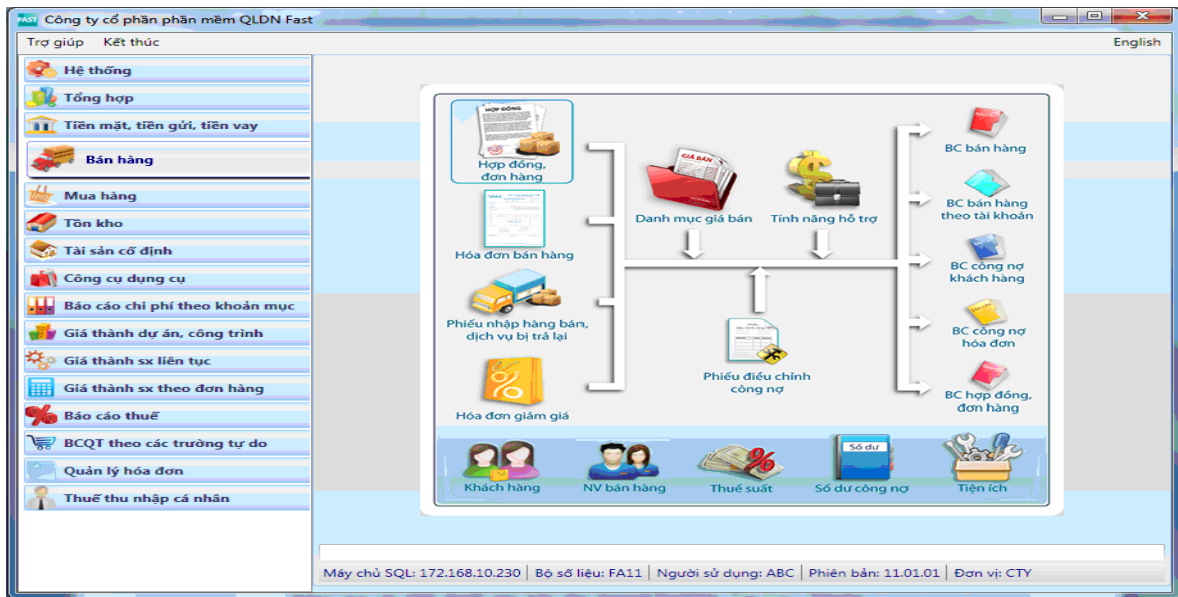 FAST Công ty cổ phần phần mềm QLDN Fast
Trợ giúp Kết thúc English
Hệ thống
Tổng hợp
Tiền mặt, tiền gửi, tiền vay
Bán hàng
Mua hàng
Tồn kho
Tài sản cố định
Công cụ dụng cụ
Báo cáo chi phí theo khoản mục
Giá thành dự án, công trình
Giá thành sx liên tục
Giá thành sx theo đơn hàng
Báo cáo thuế
BCQT theo các trường tự do
Quản lý hóa đơn
Thuế thu nhập cá nhân
HỢP ĐỒNG
Hợp đồng,
đơn hàng
Hóa đơn bán hàng
Phiếu nhập hàng bán,
dịch vụ bị trả lại
Hóa đơn giảm giá
GIÁ BÁN
Danh mục giá bán
Tính năng hỗ trợ
Phiếu điều chỉnh
công nợ
BC bán hàng
BC bán hàng
theo tài khoản
BC công nợ
khách hàng
BC công nợ
hóa đơn
BC hợp đồng,
đơn hàng
Khách hàng
NV bán hàng
Thuế suất
Số dư
Số dư công nợ
Tiện ích
Máy chủ SQL: 172.168.10.230 | Bộ số liệu: FA11 | Người sử dụng: ABC | Phiên bản: 11.01.01 | Đơn vị: CTY